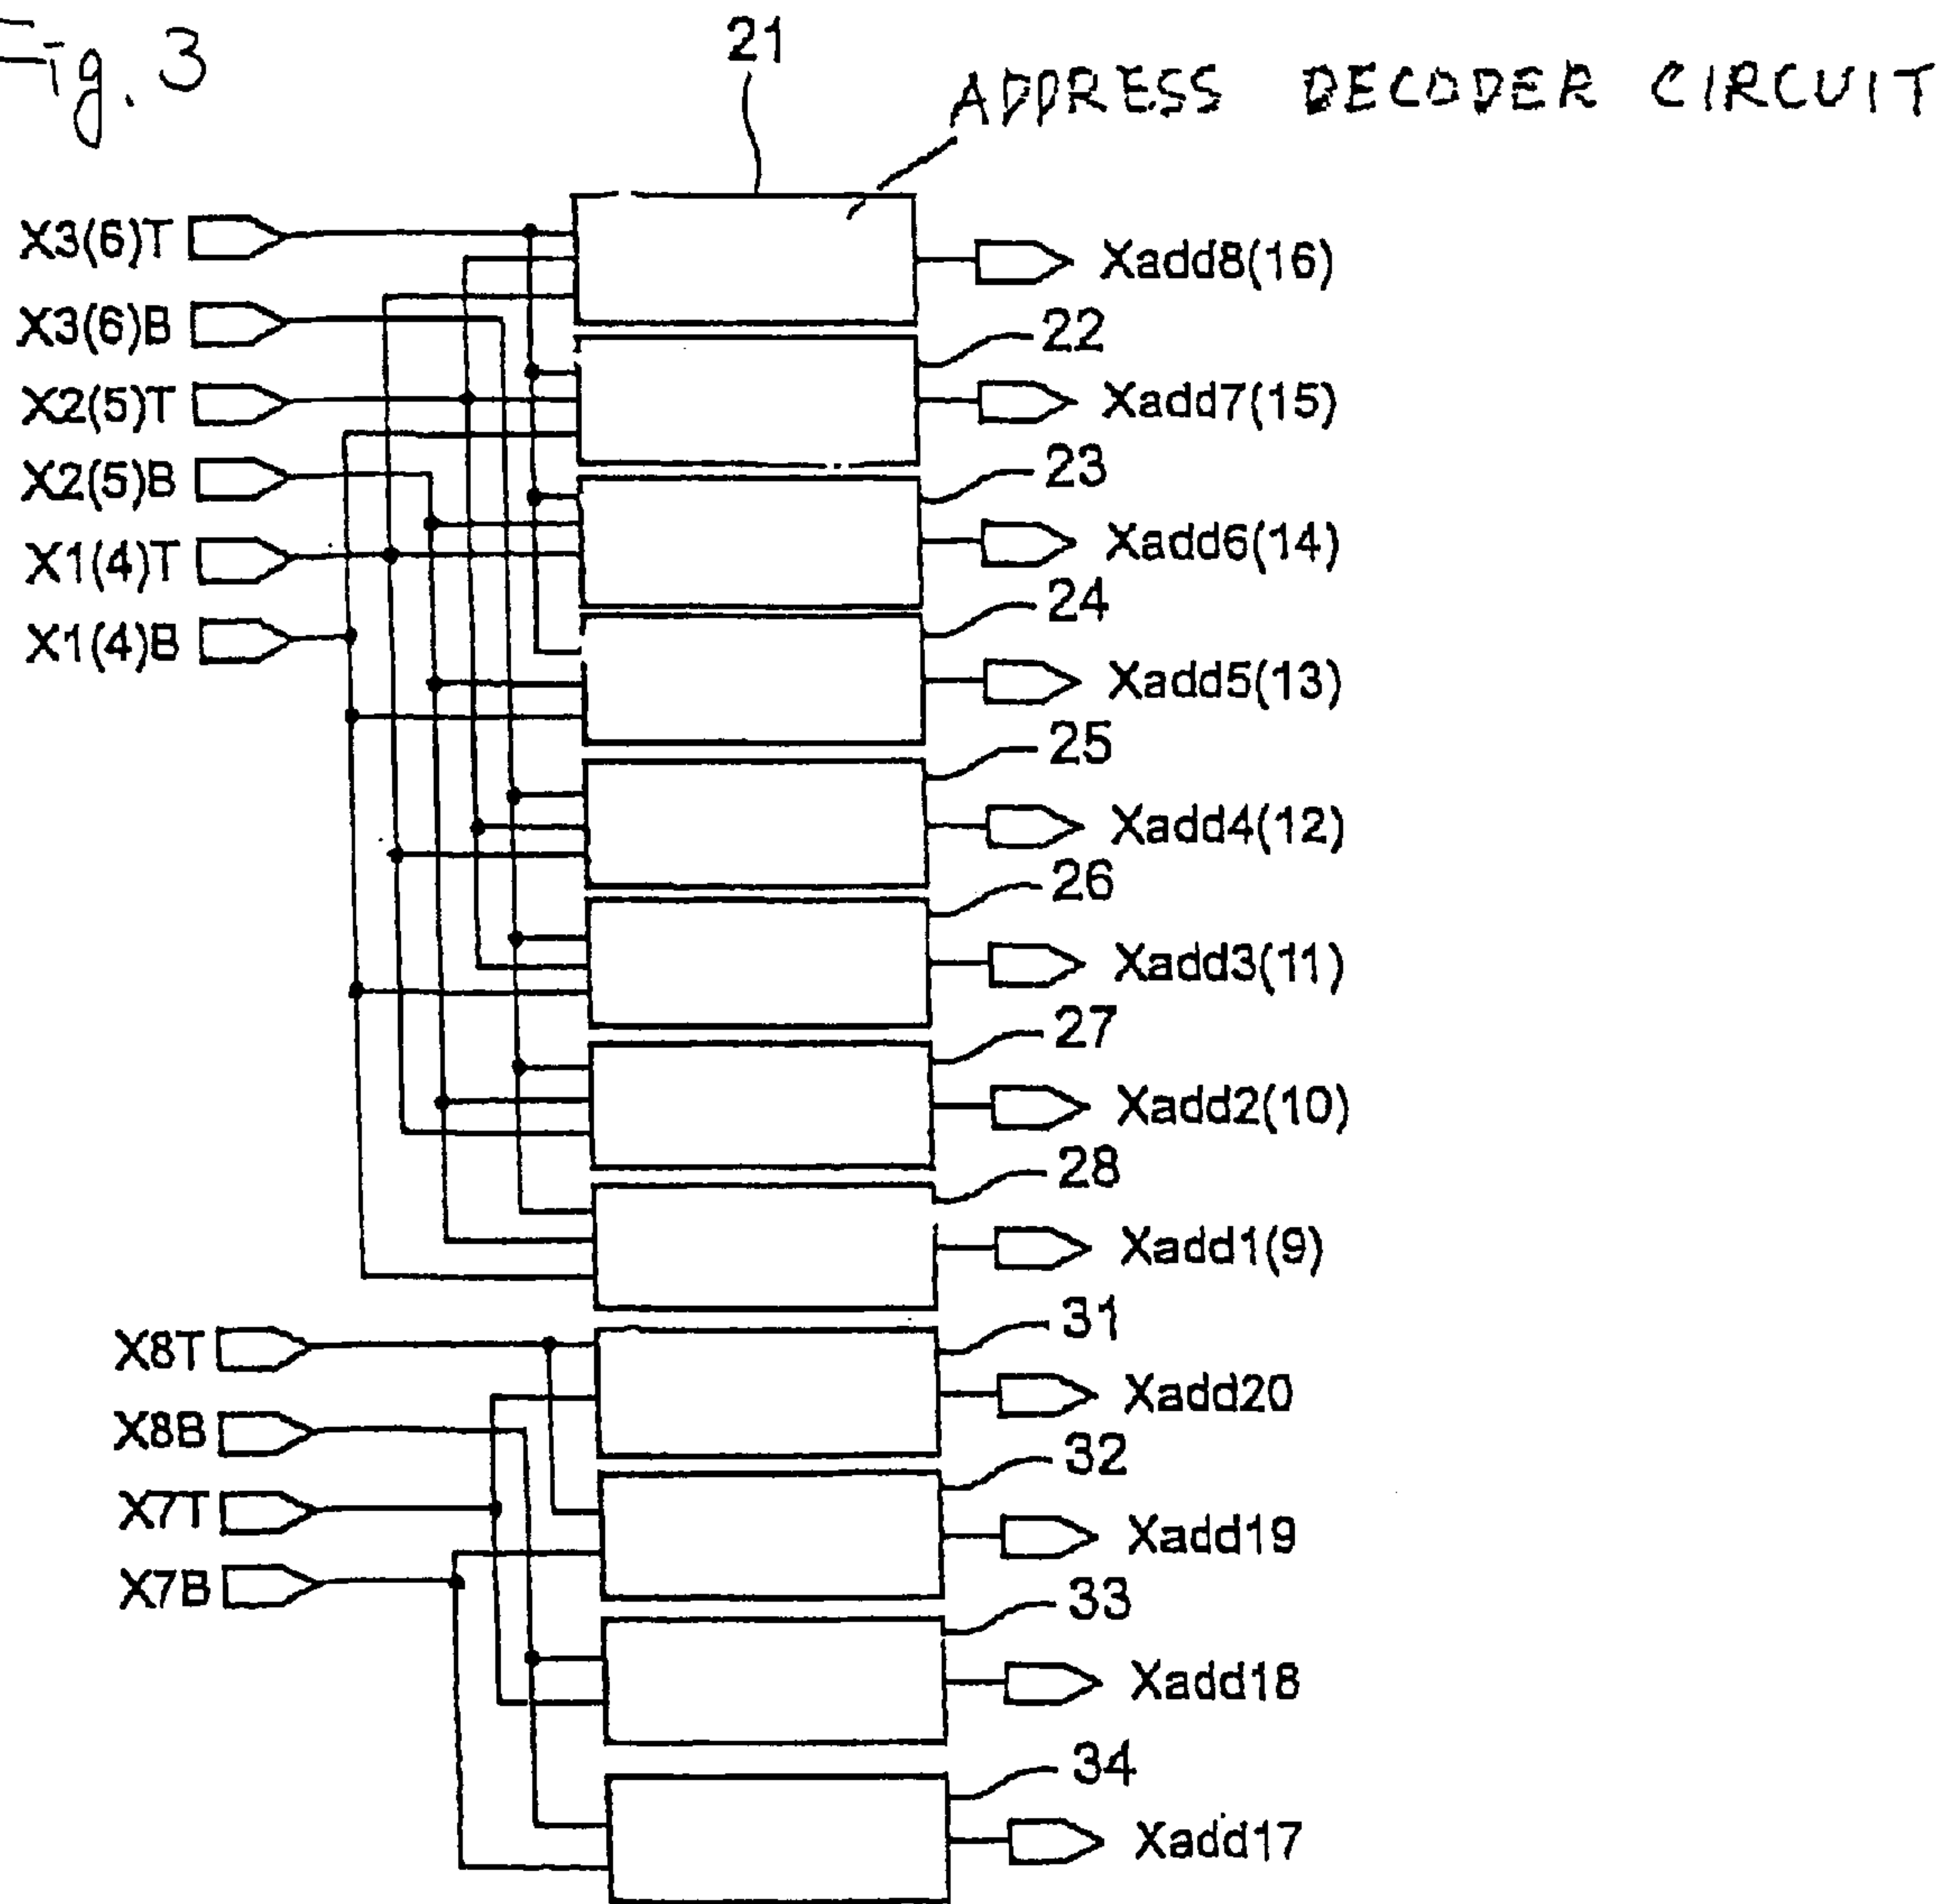 Fig. 3
21
ADDRESS DECODER CIRCUIT
X3(6)T
Xadd8(16)
X3(6)B
22
X2(5)T
Xadd7(15)
23
X2(5)B
Xadd6(14)
X1(4)T
24
X1(4)B
Xadd5(13)
25
Xadd4(12)
26
Xadd3(11)
27
Xadd2(10)
28
Xadd1(9)
31
X8T
Xadd20
X8B
32
X7T
Xadd19
X7B
33
Xadd18
34
Xadd17